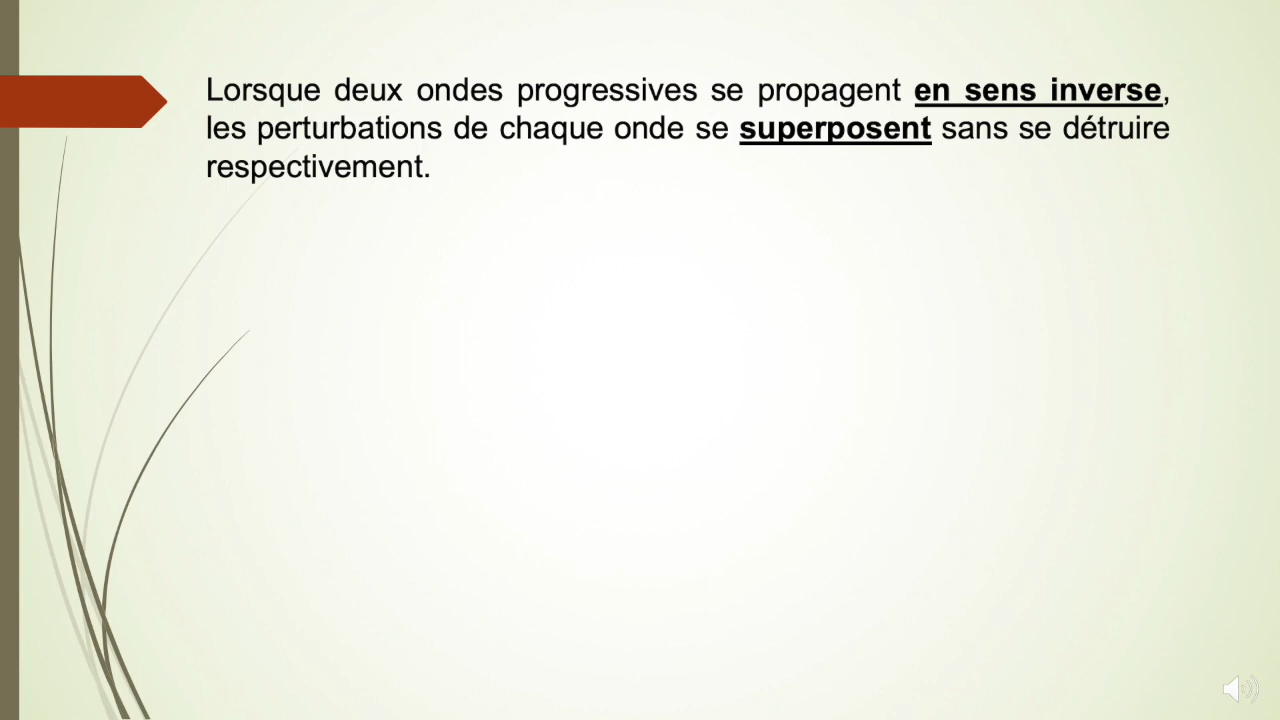 Lorsque deux ondes progressives se propagent en sens inverse,
les perturbations de chaque onde se superposent sans se détruire
respectivement.